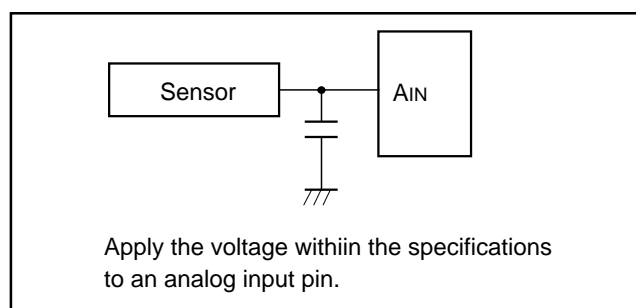 Sensor
AIN
Apply the voltage withiin the specifications
to an analog input pin.